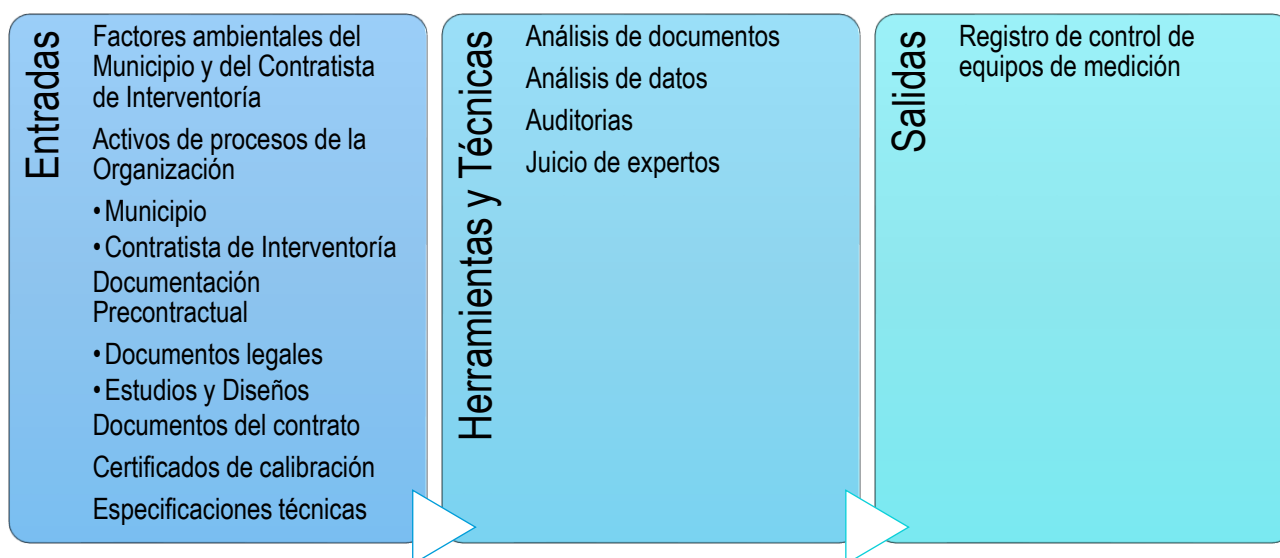 Entradas
Factores ambientales del
Municipio y del Contratista
de Interventoría
Activos de procesos de la
Organización
•Municipio
•Contratista de Interventoría
Documentación
Precontractual
•Documentos legales
•Estudios y Diseños
Documentos del contrato
Certificados de calibración
Especificaciones técnicas
Herramientas y Técnicas
Análisis de documentos
Análisis de datos
Auditorias
Juicio de expertos
Salidas
Registro de control de
equipos de medición